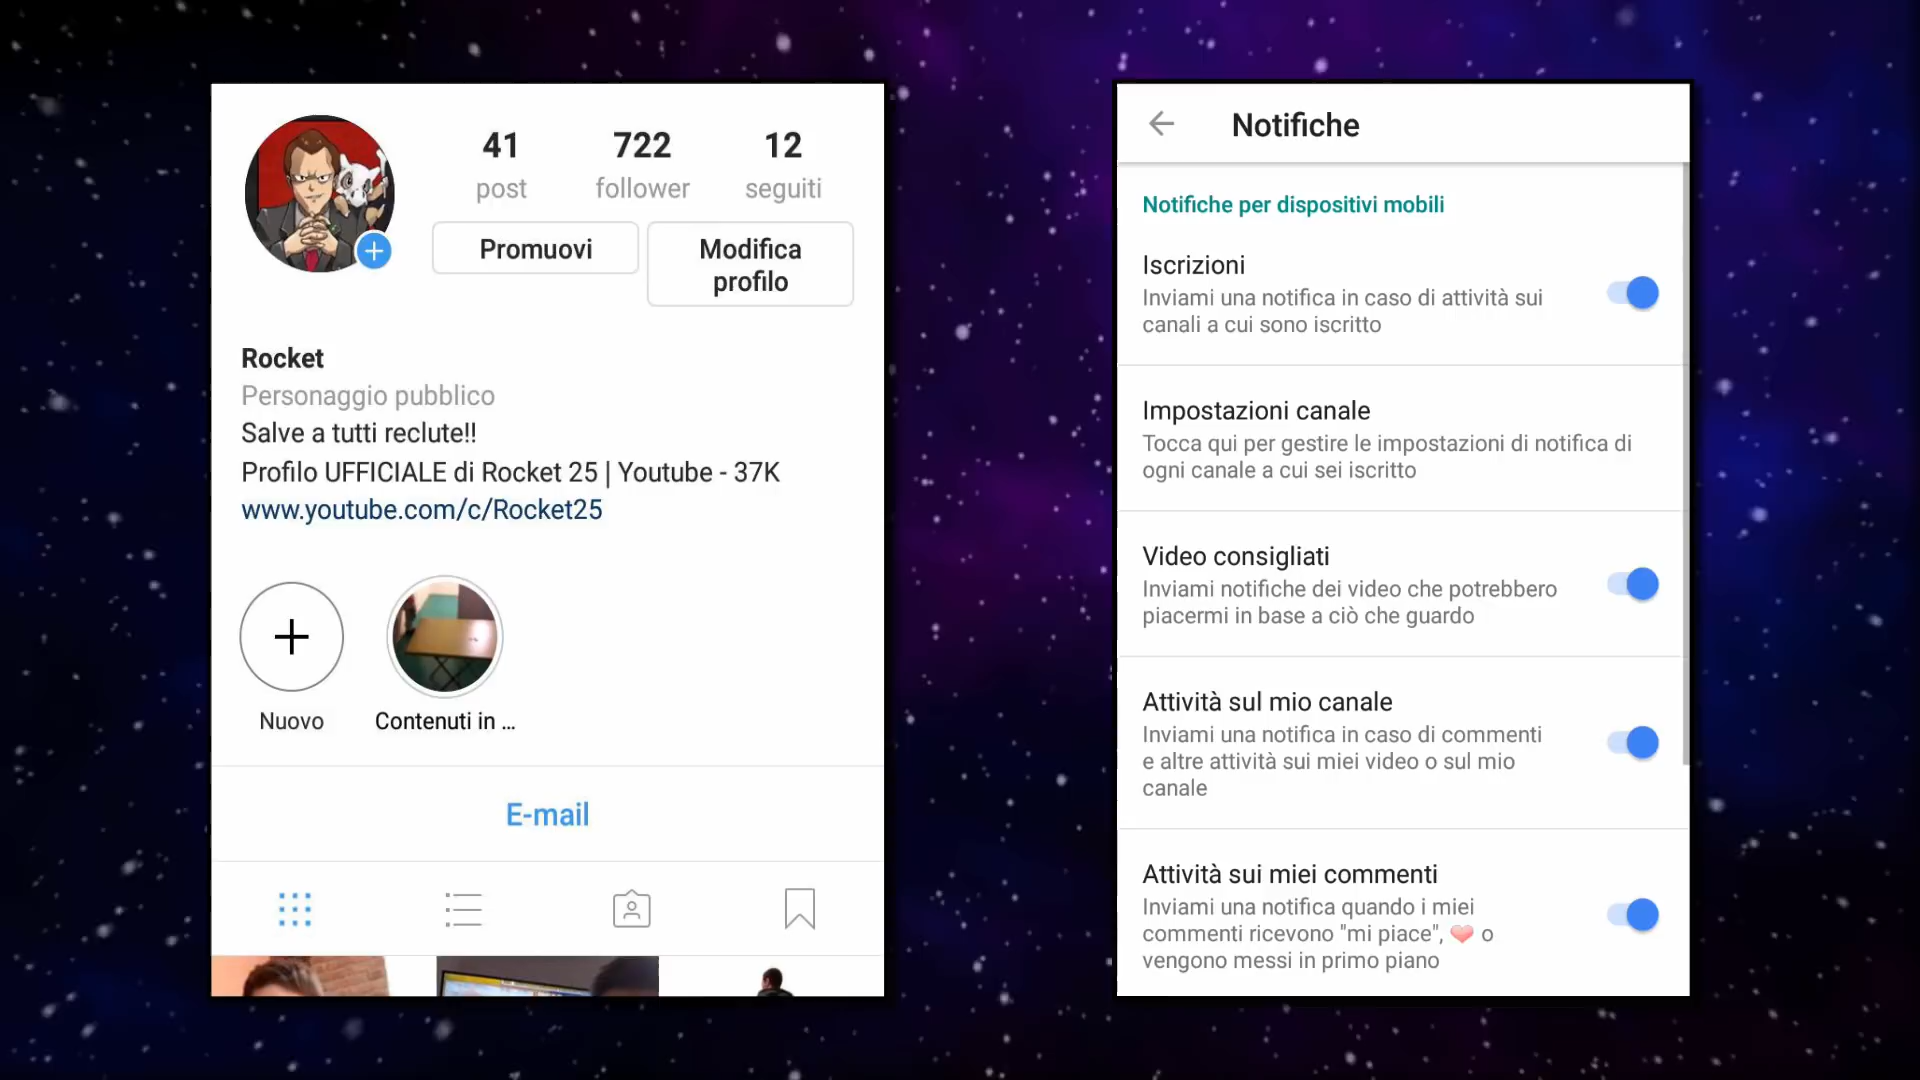 41
722
12
post
follower
seguiti
Promuovi
Modifica
profilo
Rocket
Personaggio pubblico
Salve a tutti reclute!!
Profilo UFFICIALE di Rocket 25 | Youtube - 37K
www.youtube.com/c/Rocket25
Nuovo
Contenuti in ...
E-mail
Notifiche
Notifiche per dispositivi mobili
Iscrizioni
Inviami una notifica in caso di attività sui
canali a cui sono iscritto
Impostazioni canale
Tocca qui per gestire le impostazioni di notifica di
ogni canale a cui sei iscritto
Video consigliati
Inviami notifiche dei video che potrebbero
piacermi in base a ciò che guardo
Attività sul mio canale
Inviami una notifica in caso di commenti
e altre attività sui miei video o sul mio
canale
Attività sui miei commenti
Inviami una notifica quando i miei
commenti ricevono "mi piace", ❤ o
vengono messi in primo piano